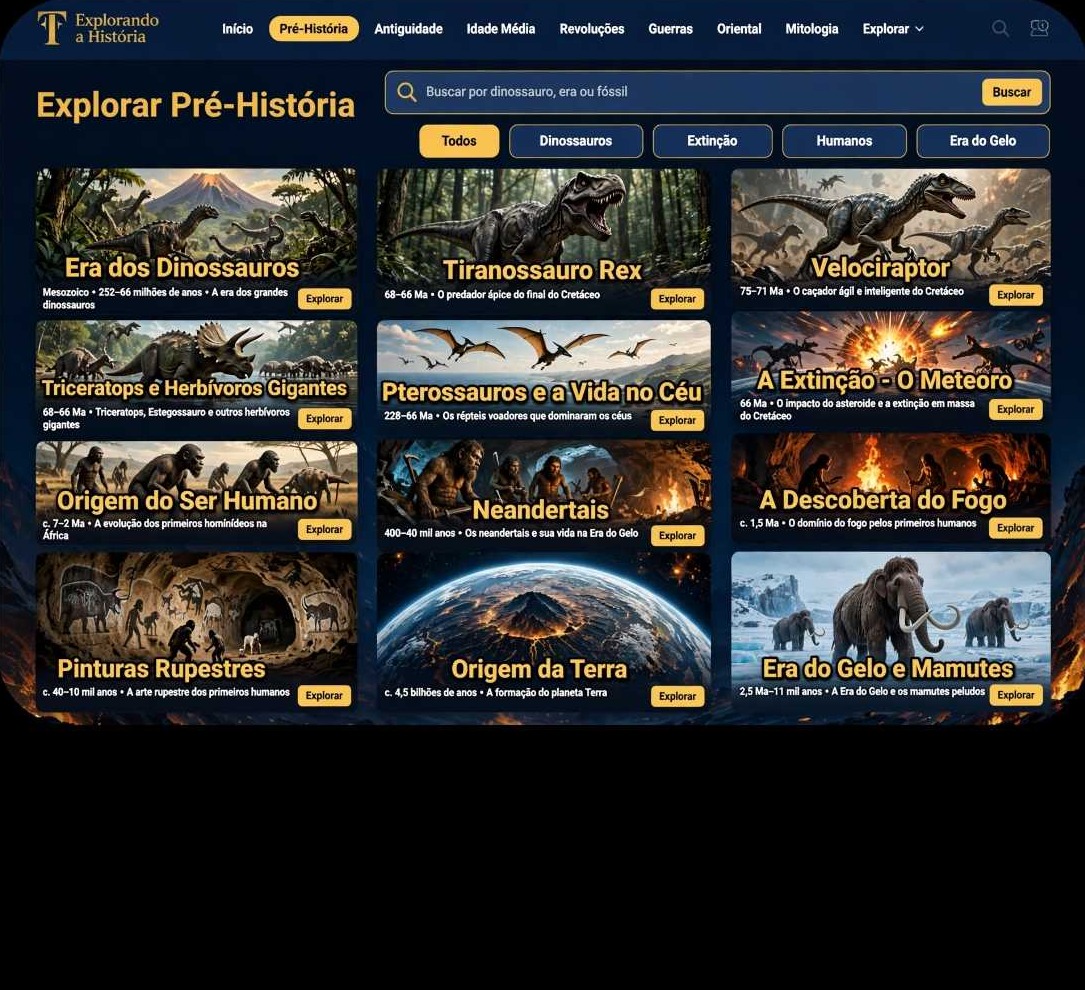 Explorando
a História
Início
Pré-História
Antiguidade
Idade Média
Revoluções
Guerras
Oriental
Mitologia
Explorar
Explorar Pré-História
Buscar por dinossauro, era ou fóssil
Buscar
Todos
Dinossauros
Extinção
Humanos
Era do Gelo
Era dos Dinossauros
Mesozoico • 252–66 milhões de anos • A era dos grandes
dinossauros
Explorar
Tiranossauro Rex
68–66 Ma • O predador ápice do final do Cretáceo
Explorar
Velociraptor
75–71 Ma • O caçador ágil e inteligente do Cretáceo
Explorar
Triceratops e Herbívoros Gigantes
68–66 Ma • Triceratops, Estegossauro e outros herbívoros
gigantes
Explorar
Pterossauros e a Vida no Céu
228–66 Ma • Os répteis voadores que dominaram os céus
Explorar
A Extinção - O Meteoro
66 Ma • O impacto do asteroide e a extinção em massa
do Cretáceo
Explorar
Origem do Ser Humano
c. 7–2 Ma • A evolução dos primeiros hominídeos na
África
Explorar
Neandertais
400–40 mil anos • Os neandertais e sua vida na Era do Gelo
Explorar
A Descoberta do Fogo
c. 1,5 Ma • O domínio do fogo pelos primeiros humanos
Explorar
Pinturas Rupestres
c. 40–10 mil anos • A arte rupestre dos primeiros humanos
Explorar
Origem da Terra
c. 4,5 bilhões de anos • A formação do planeta Terra
Explorar
Era do Gelo e Mamutes
2,5 Ma–11 mil anos • A Era do Gelo e os mamutes peludos
Explorar